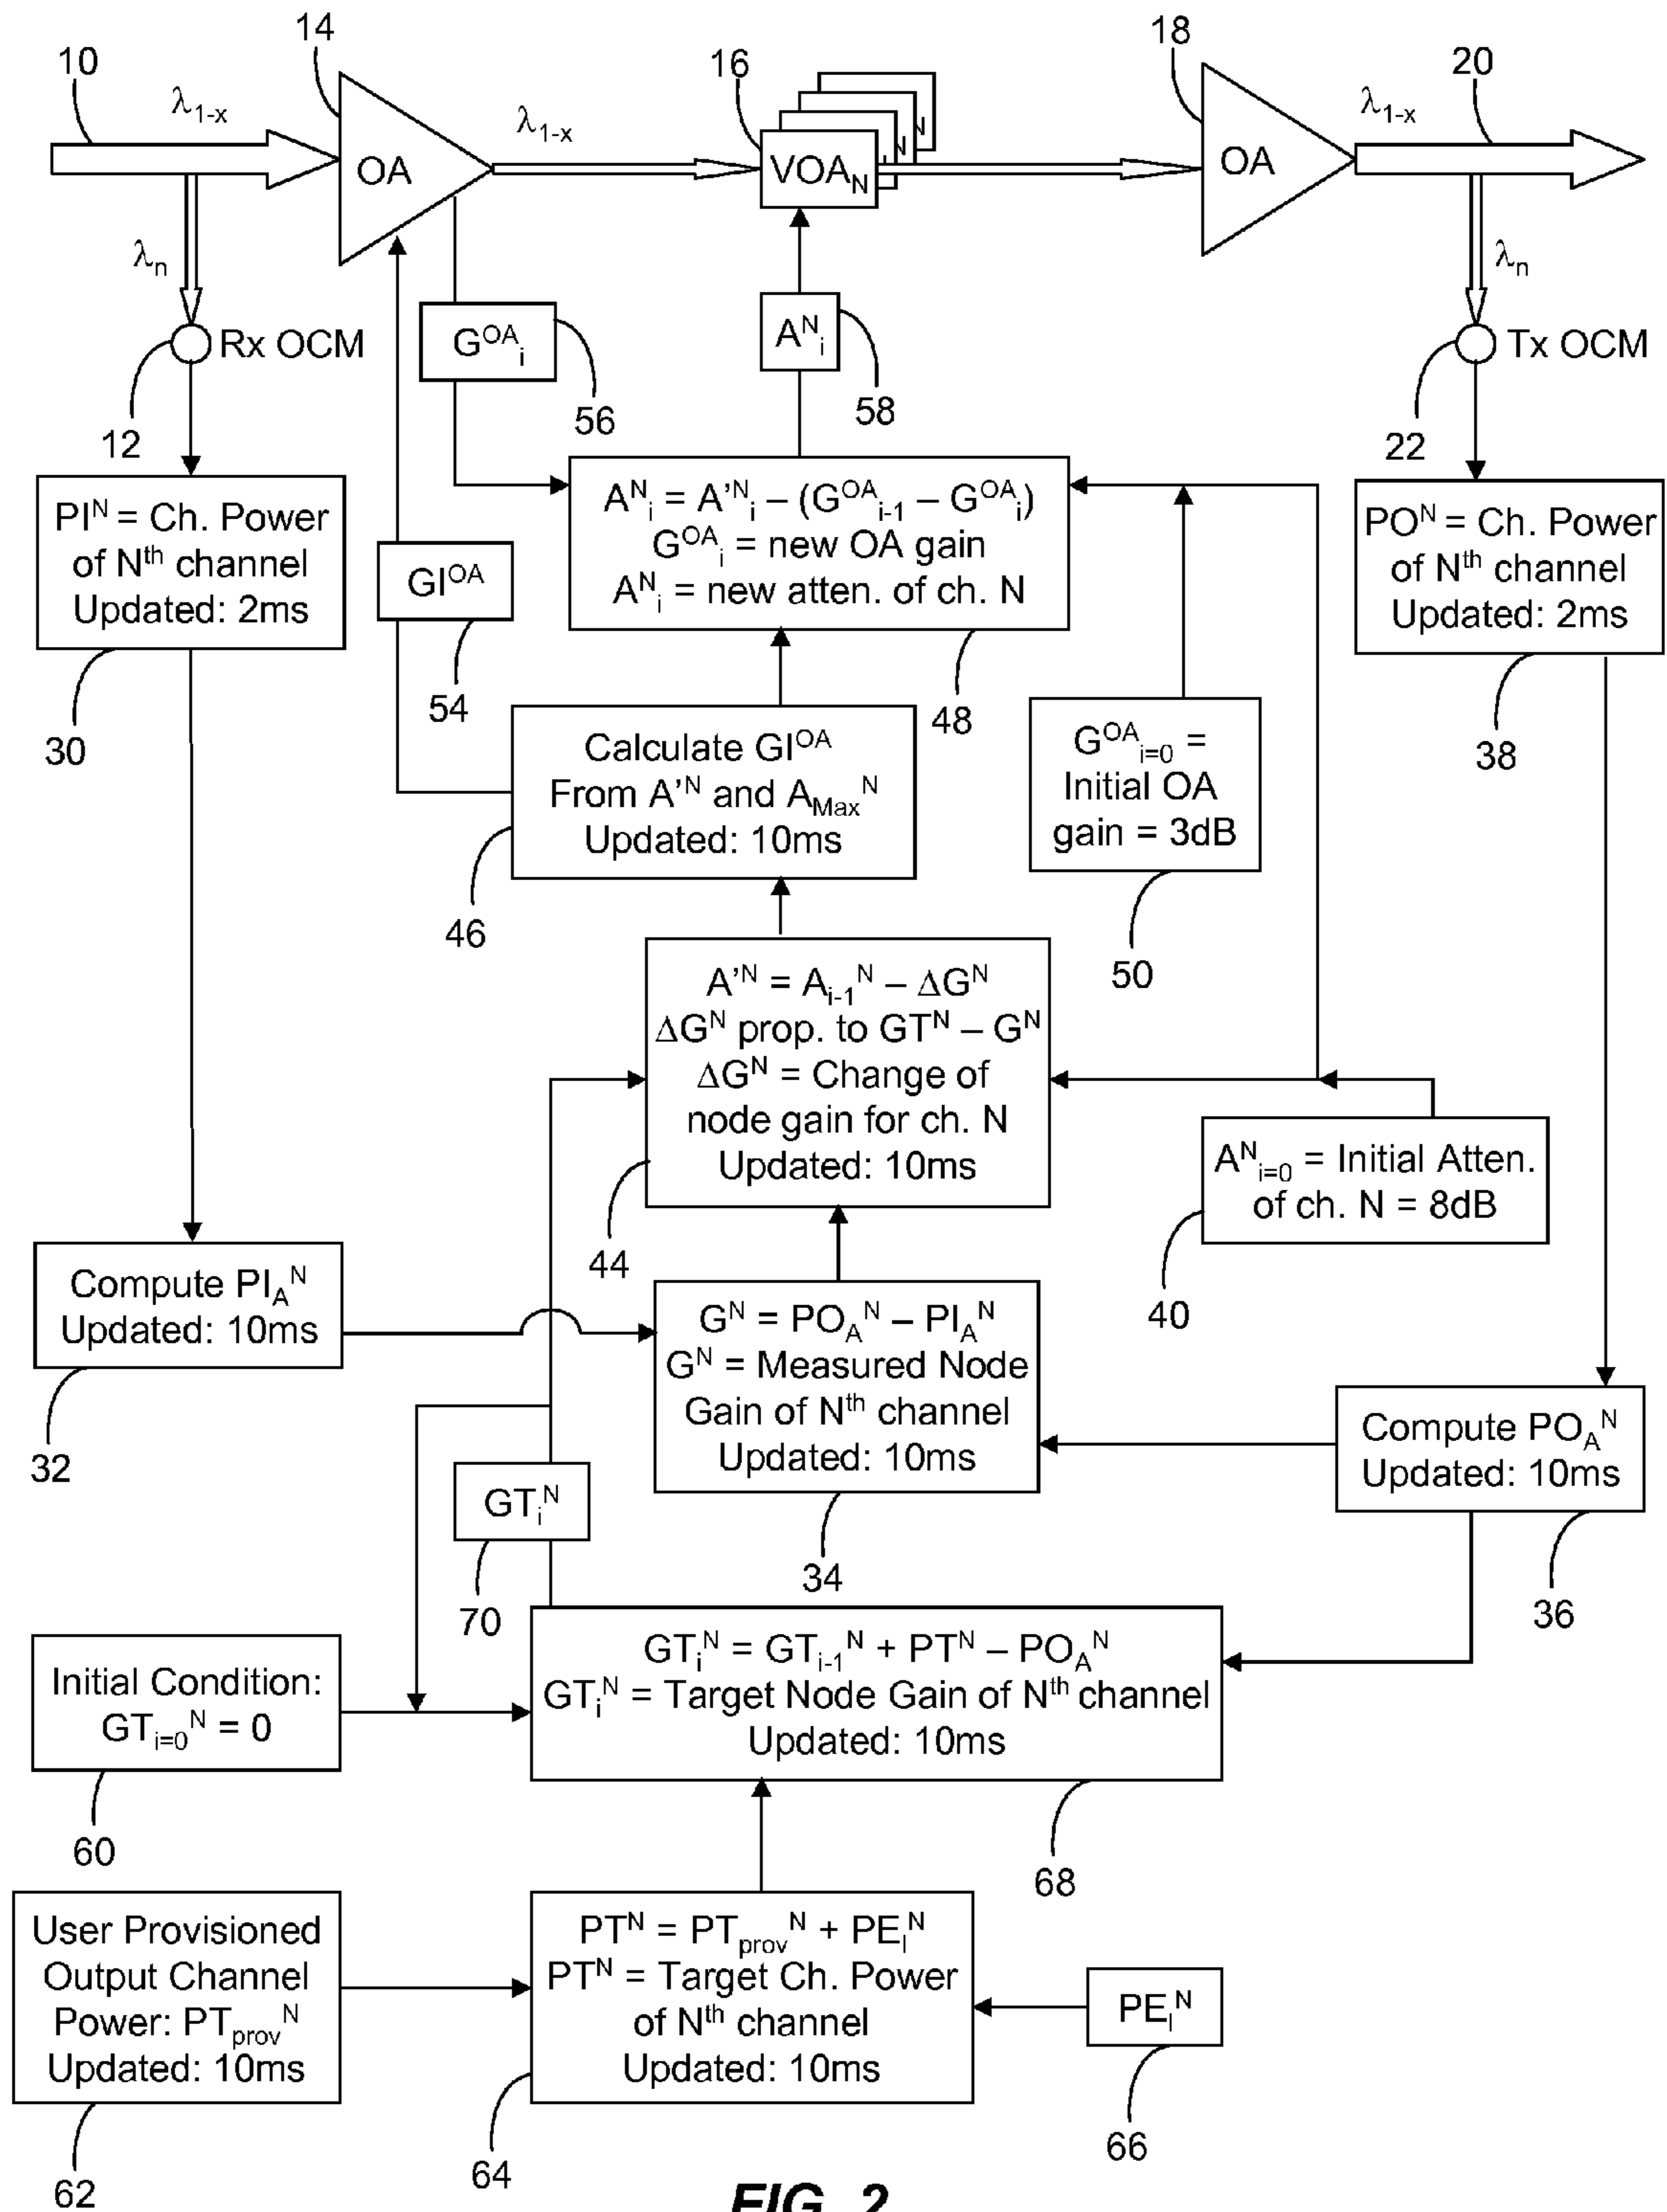 14
18
10
16
20
λ1-x
λ1-x
λ1-x
OA
VOAN
N
N
OA
λn
λn
Rx OCM
GOAi
ANi
Tx OCM
12
56
58
22
PIN = Ch. Power
of Nth channel
Updated: 2ms
ANi = A'Ni – (GOAi-1 – GOAi)
GOAi = new OA gain
ANi = new atten. of ch. N
PON = Ch. Power
of Nth channel
Updated: 2ms
GIOA
30
54
48
38
Calculate GIOA
From A'N and AMaxN
Updated: 10ms
GOAi=0 =
Initial OA
gain = 3dB
46
50
A'N = Ai-1N – ΔGN
ΔGN prop. to GTN – GN
ΔGN = Change of
node gain for ch. N
Updated: 10ms
ANi=0 = Initial Atten.
of ch. N = 8dB
44
40
Compute PIAN
Updated: 10ms
GN = POAN – PIAN
GN = Measured Node
Gain of Nth channel
Updated: 10ms
32
Compute POAN
Updated: 10ms
GTiN
34
36
70
Initial Condition:
GTi=0N = 0
GTiN = GTi-1N + PTN – POAN
GTiN = Target Node Gain of Nth channel
Updated: 10ms
60
68
User Provisioned
Output Channel
Power: PTprovN
Updated: 10ms
PTN = PTprovN + PEIN
PTN = Target Ch. Power
of Nth channel
Updated: 10ms
PEIN
62
64
66
FIG. 2